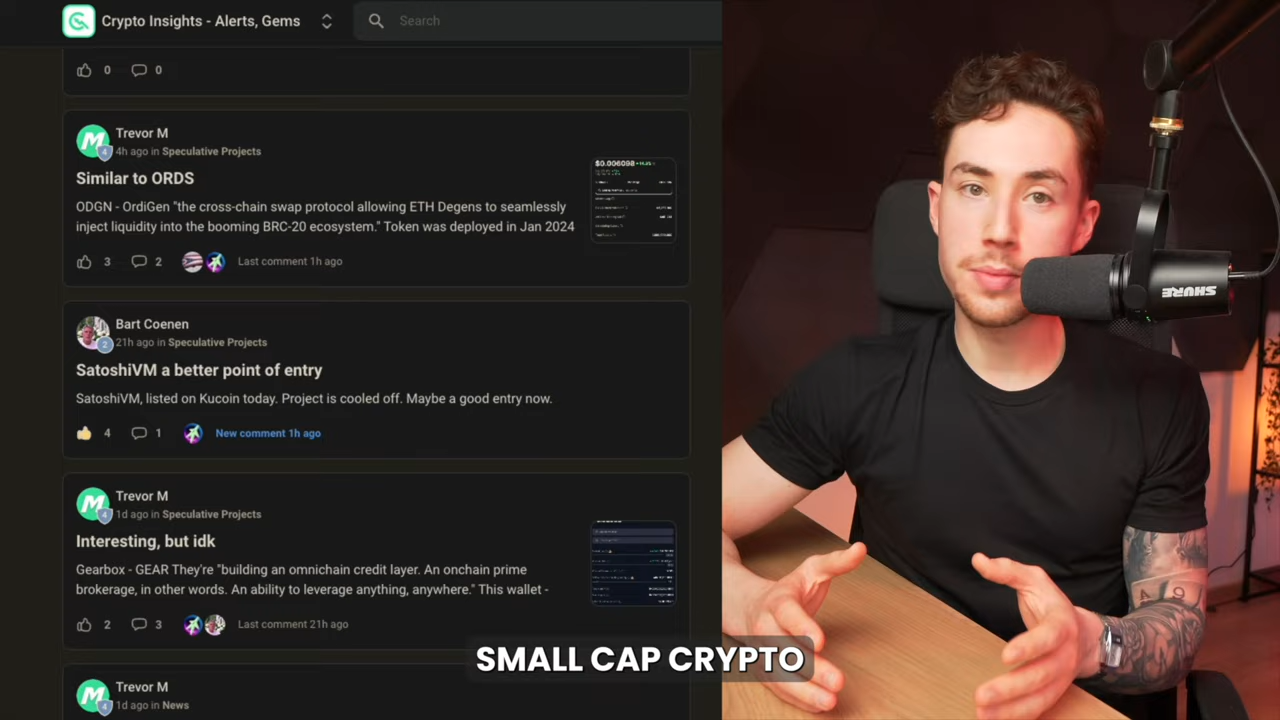 Crypto Insights - Alerts, Gems
Search
0 0
Trevor M
4
4h ago in Speculative Projects
Similar to ORDS
ODGN - OrdiGen "the cross-chain swap protocol allowing ETH Degens to seamlessly
inject liquidity into the booming BRC-20 ecosystem." Token was deployed in Jan 2024
$0.006098
3 2 Last comment 1h ago
Bart Coenen
2
21h ago in Speculative Projects
SatoshiVM a better point of entry
SatoshiVM, listed on Kucoin today. Project is cooled off. Maybe a good entry now.
4 1 New comment 1h ago
Trevor M
4
1d ago in Speculative Projects
Interesting, but idk
Gearbox - GEAR They're "building an omnichain credit layer. An onchain prime
brokerage, in other words. An ability to leverage anything, anywhere." This wallet -
2 3 Last comment 21h ago
Trevor M
4
1d ago in News
SHURE
SMALL CAP CRYPTO